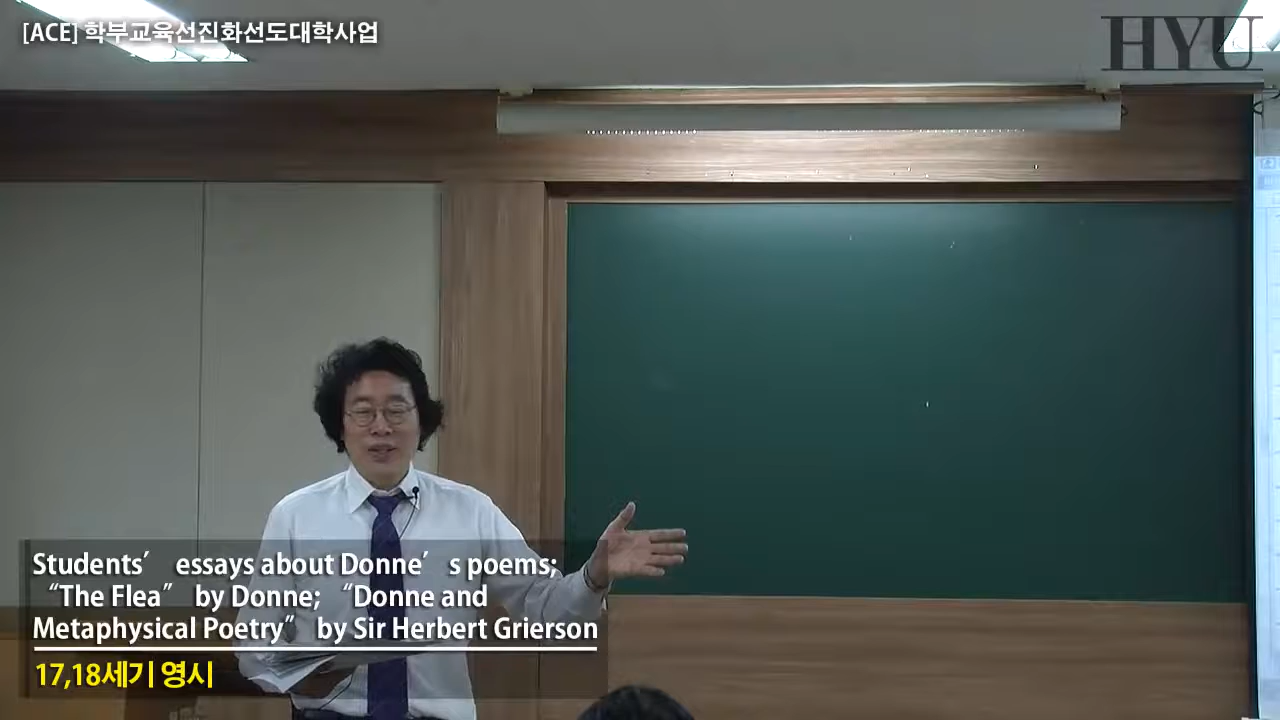 [ACE] 학부교육선진화선도대학사업
HYU
Students′ essays about Donne′ s poems;
“The Flea” by Donne; “Donne and
Metaphysical Poetry” by Sir Herbert Grierson
17,18세기 영시